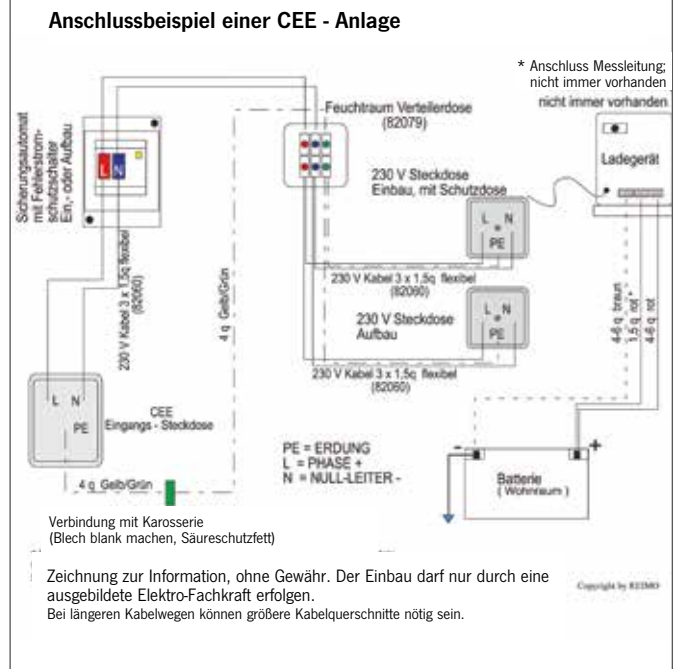 Anschlussbeispiel einer CEE - Anlage
* Anschluss Messleitung;
nicht immer vorhanden
nicht immer vorhanden
Feuchtraum Verteilerdose
(82079)
Ladegerät
Sicherungsautomat
mit Fehlerstrom-
schutzschalter
Ein,- oder Aufbau
L N
230 V Steckdose
Einbau, mit Schutzdose
L N
PE
230 V Kabel 3 x 1,5q flexibel
(82060)
230 V Kabel 3 x 1,5q flexibel
(82060)
4 q Gelb/Grün
4-6 q braun
1,5 q rot *
4-6 q rot
230 V Steckdose
Aufbau
L N
PE
230 V Kabel 3 x 1,5q flexibel
(82060)
L N
PE
CEE
Eingangs - Steckdose
PE = ERDUNG
L = PHASE +
N = NULL-LEITER -
- +
Batterie
( Wohnraum )
4 q Gelb/Grün
Verbindung mit Karosserie
(Blech blank machen, Säureschutzfett)
Zeichnung zur Information, ohne Gewähr. Der Einbau darf nur durch eine
ausgebildete Elektro-Fachkraft erfolgen.
Bei längeren Kabelwegen können größere Kabelquerschnitte nötig sein.
Copyright by REIMO